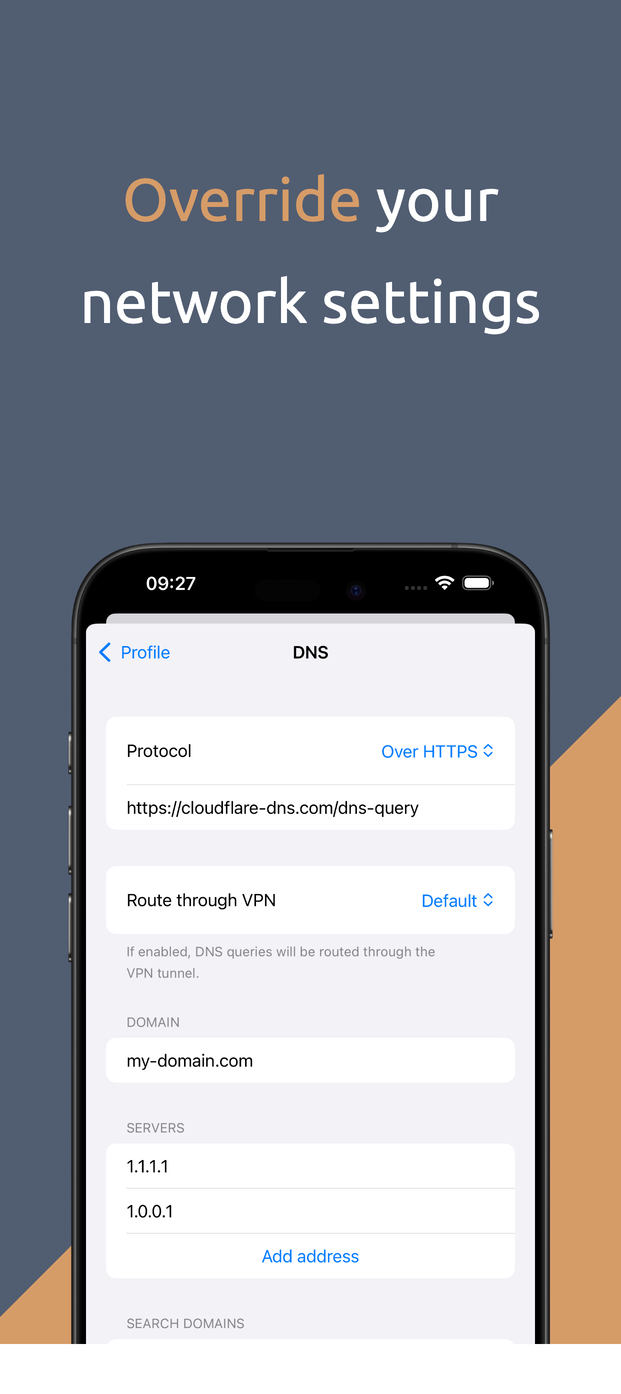 Override your
network settings
09:27
Profile
DNS
Protocol
Over HTTPS
https://cloudflare-dns.com/dns-query
Route through VPN
Default
If enabled, DNS queries will be routed through the
VPN tunnel.
DOMAIN
my-domain.com
SERVERS
1.1.1.1
1.0.0.1
Add address
SEARCH DOMAINS